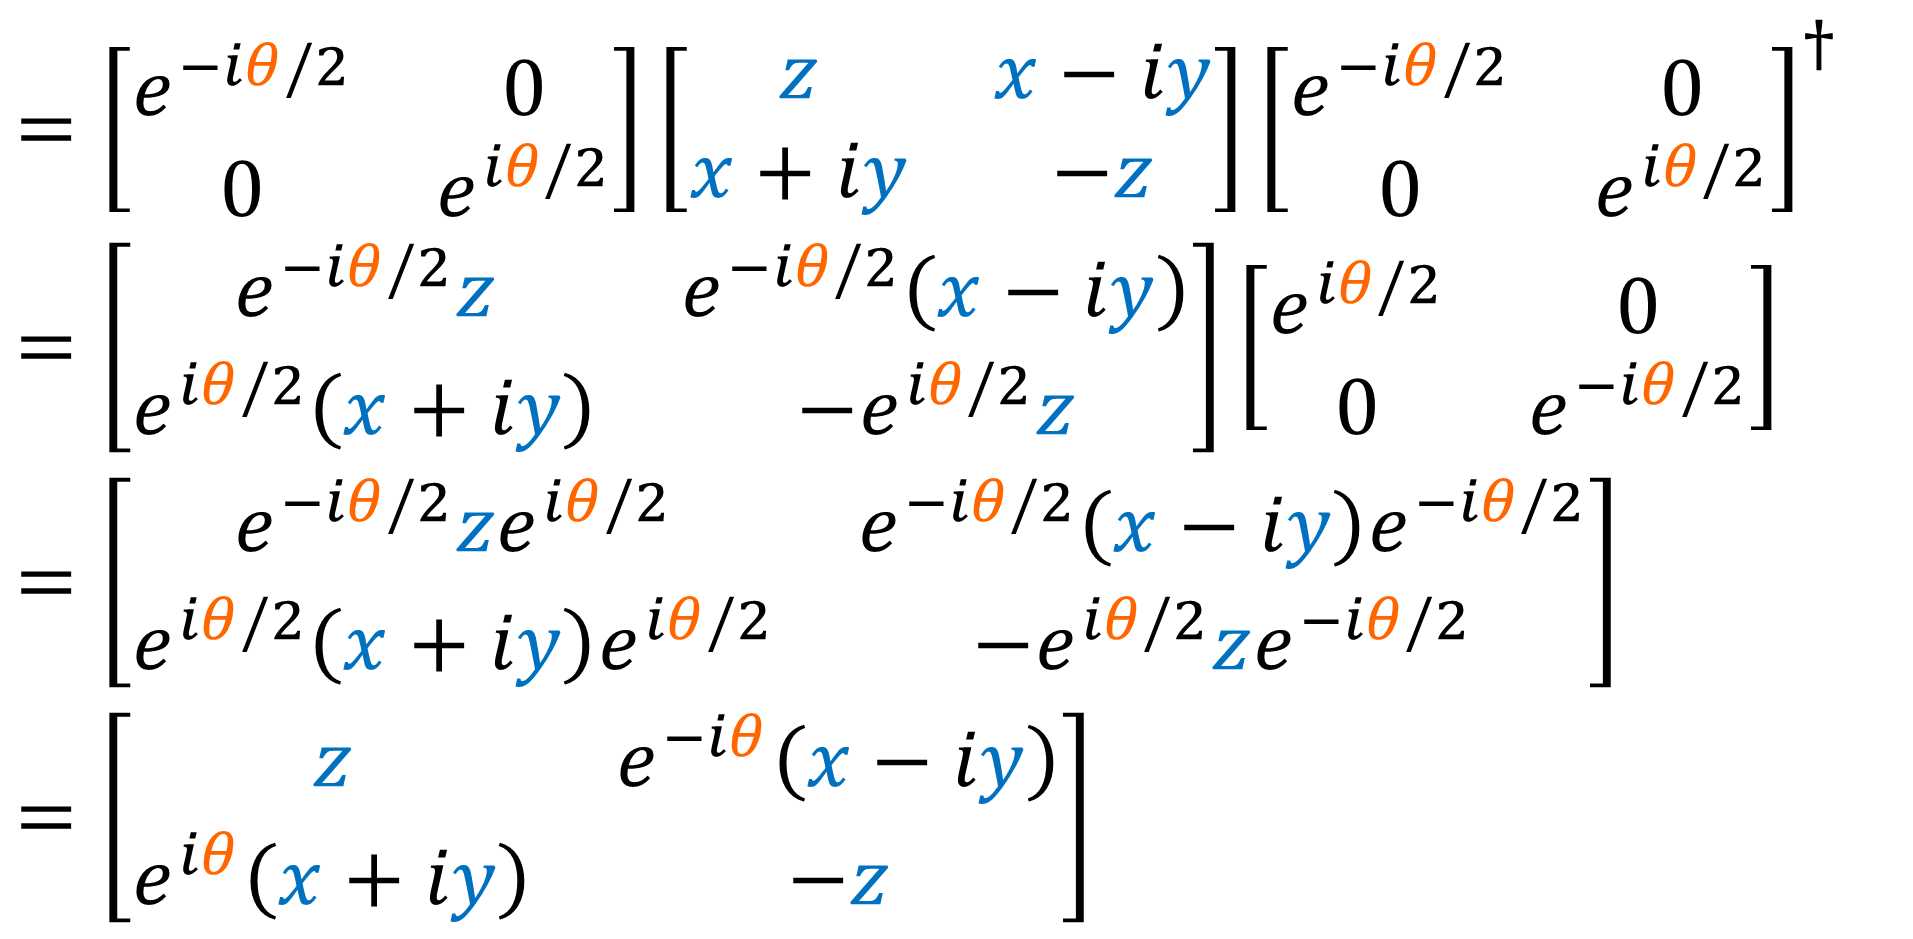 = [e^{-iθ/2} 0; 0 e^{iθ/2}] [z x − iy; x + iy −z] [e^{-iθ/2} 0; 0 e^{iθ/2}]^†
= [e^{-iθ/2}z e^{-iθ/2}(x − iy); e^{iθ/2}(x + iy) −e^{iθ/2}z] [e^{iθ/2} 0; 0 e^{-iθ/2}]
= [e^{-iθ/2}ze^{iθ/2} e^{-iθ/2}(x − iy)e^{-iθ/2}; e^{iθ/2}(x + iy)e^{iθ/2} −e^{iθ/2}ze^{-iθ/2}]
= [z e^{-iθ}(x − iy); e^{iθ}(x + iy) −z]